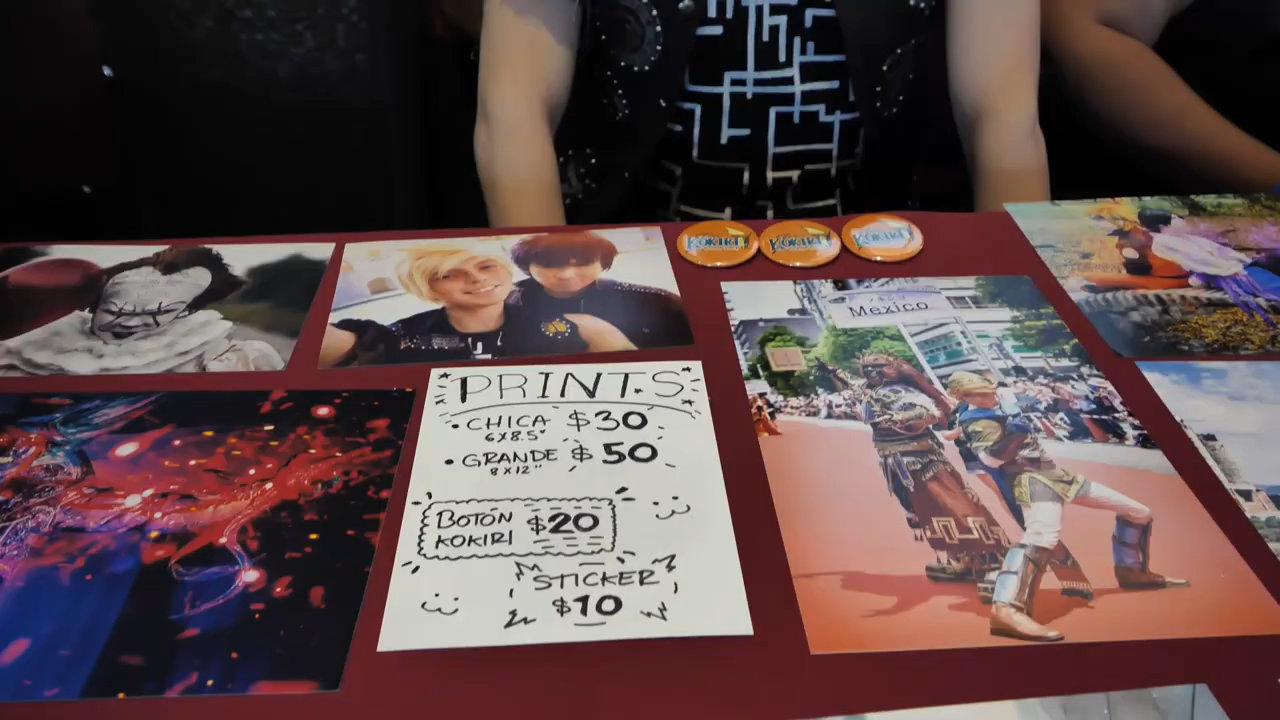 KOKIRI
KOKIRI
KOKIRI
Mexico
PRINTS
• CHICA $30
6X8.5"
• GRANDE $50
8X12"
BOTÓN $20
KOKIRI
STICKER
$10